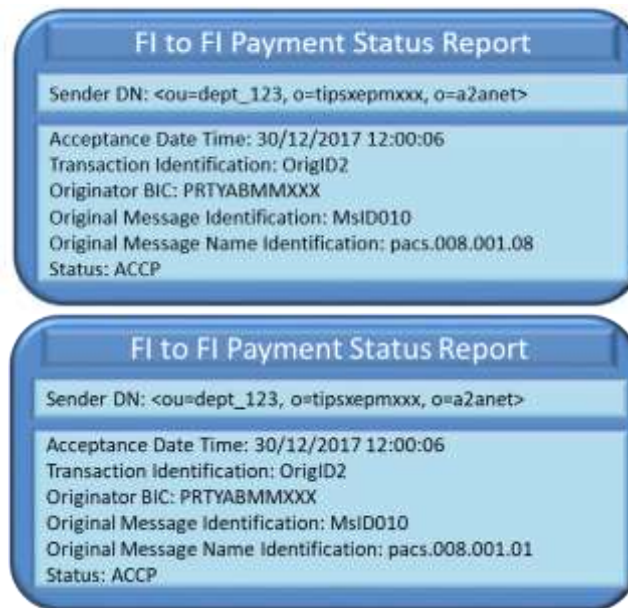 FI to FI Payment Status Report
Sender DN: <ou=dept_123, o=tipsxepmxxx, o=a2anet>
Acceptance Date Time: 30/12/2017 12:00:06
Transaction Identification: OrigID2
Originator BIC: PRTYABMMXXX
Original Message Identification: MsID010
Original Message Name Identification: pacs.008.001.08
Status: ACCP
FI to FI Payment Status Report
Sender DN: <ou=dept_123, o=tipsxepmxxx, o=a2anet>
Acceptance Date Time: 30/12/2017 12:00:06
Transaction Identification: OrigID2
Originator BIC: PRTYABMMXXX
Original Message Identification: MsID010
Original Message Name Identification: pacs.008.001.01
Status: ACCP